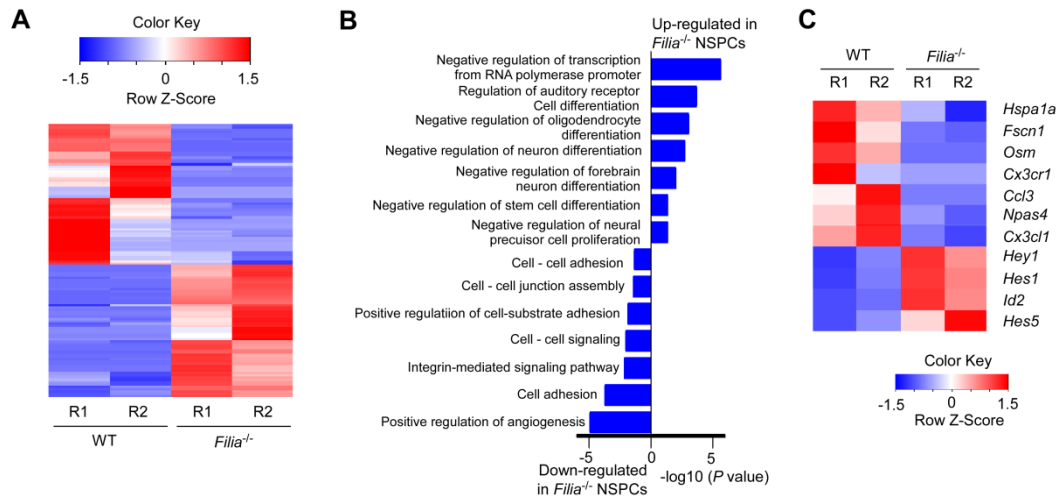 A
Color Key
-1.5
0
1.5
Row Z-Score
R1
R2
R1
R2
WT
Filia-/-
B
Up-regulated in
Filia-/- NSPCs
Negative regulation of transcription
from RNA polymerase promoter
Regulation of auditory receptor
Cell differentiation
Negative regulation of oligodendrocyte
differentiation
Negative regulation of neuron differentiation
Negative regulation of forebrain
neuron differentiation
Negative regulation of stem cell differentiation
Negative regulation of neural
precuisor cell proliferation
Cell - cell adhesion
Cell - cell junction assembly
Positive regulatiion of cell-substrate adhesion
Cell - cell signaling
Integrin-mediated signaling pathway
Cell adhesion
Positive regulation of angiogenesis
-5
0
5
Down-regulated
in Filia-/- NSPCs
-log10 (P value)
C
WT
Filia-/-
R1
R2
R1
R2
Hspa1a
Fscn1
Osm
Cx3cr1
Ccl3
Npas4
Cx3cl1
Hey1
Hes1
Id2
Hes5
Color Key
-1.5
0
1.5
Row Z-Score